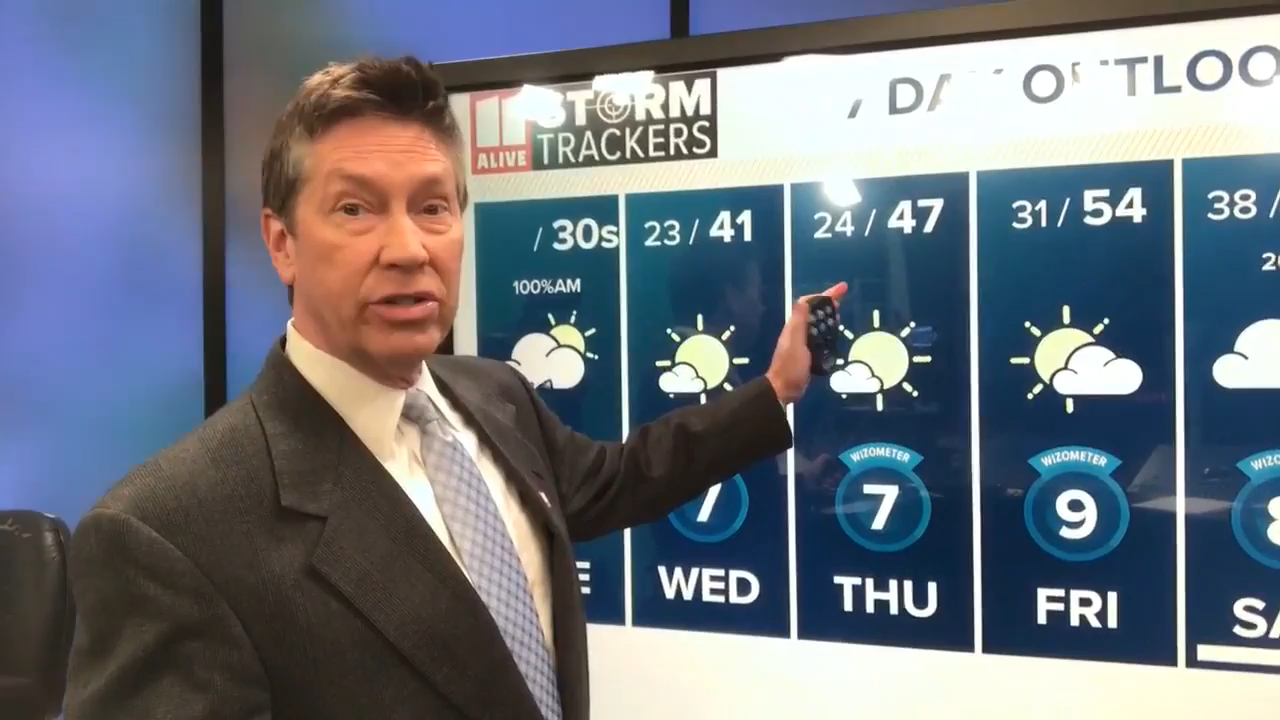 11 STORM
ALIVE TRACKERS
/ 30s
100%AM
23 / 41
24 / 47
31 / 54
38 /
WIZOMETER
WIZOMETER
7
7
9
WED
THU
FRI